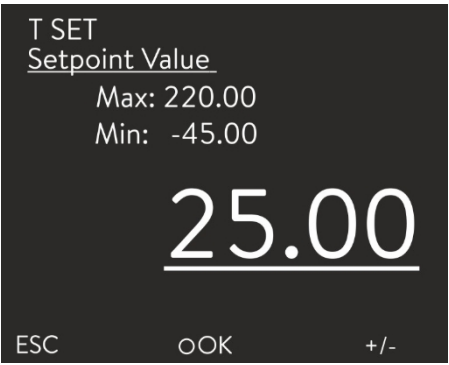 T SET
Setpoint Value
Max: 220.00
Min: -45.00
25.00
ESC ○OK +/-